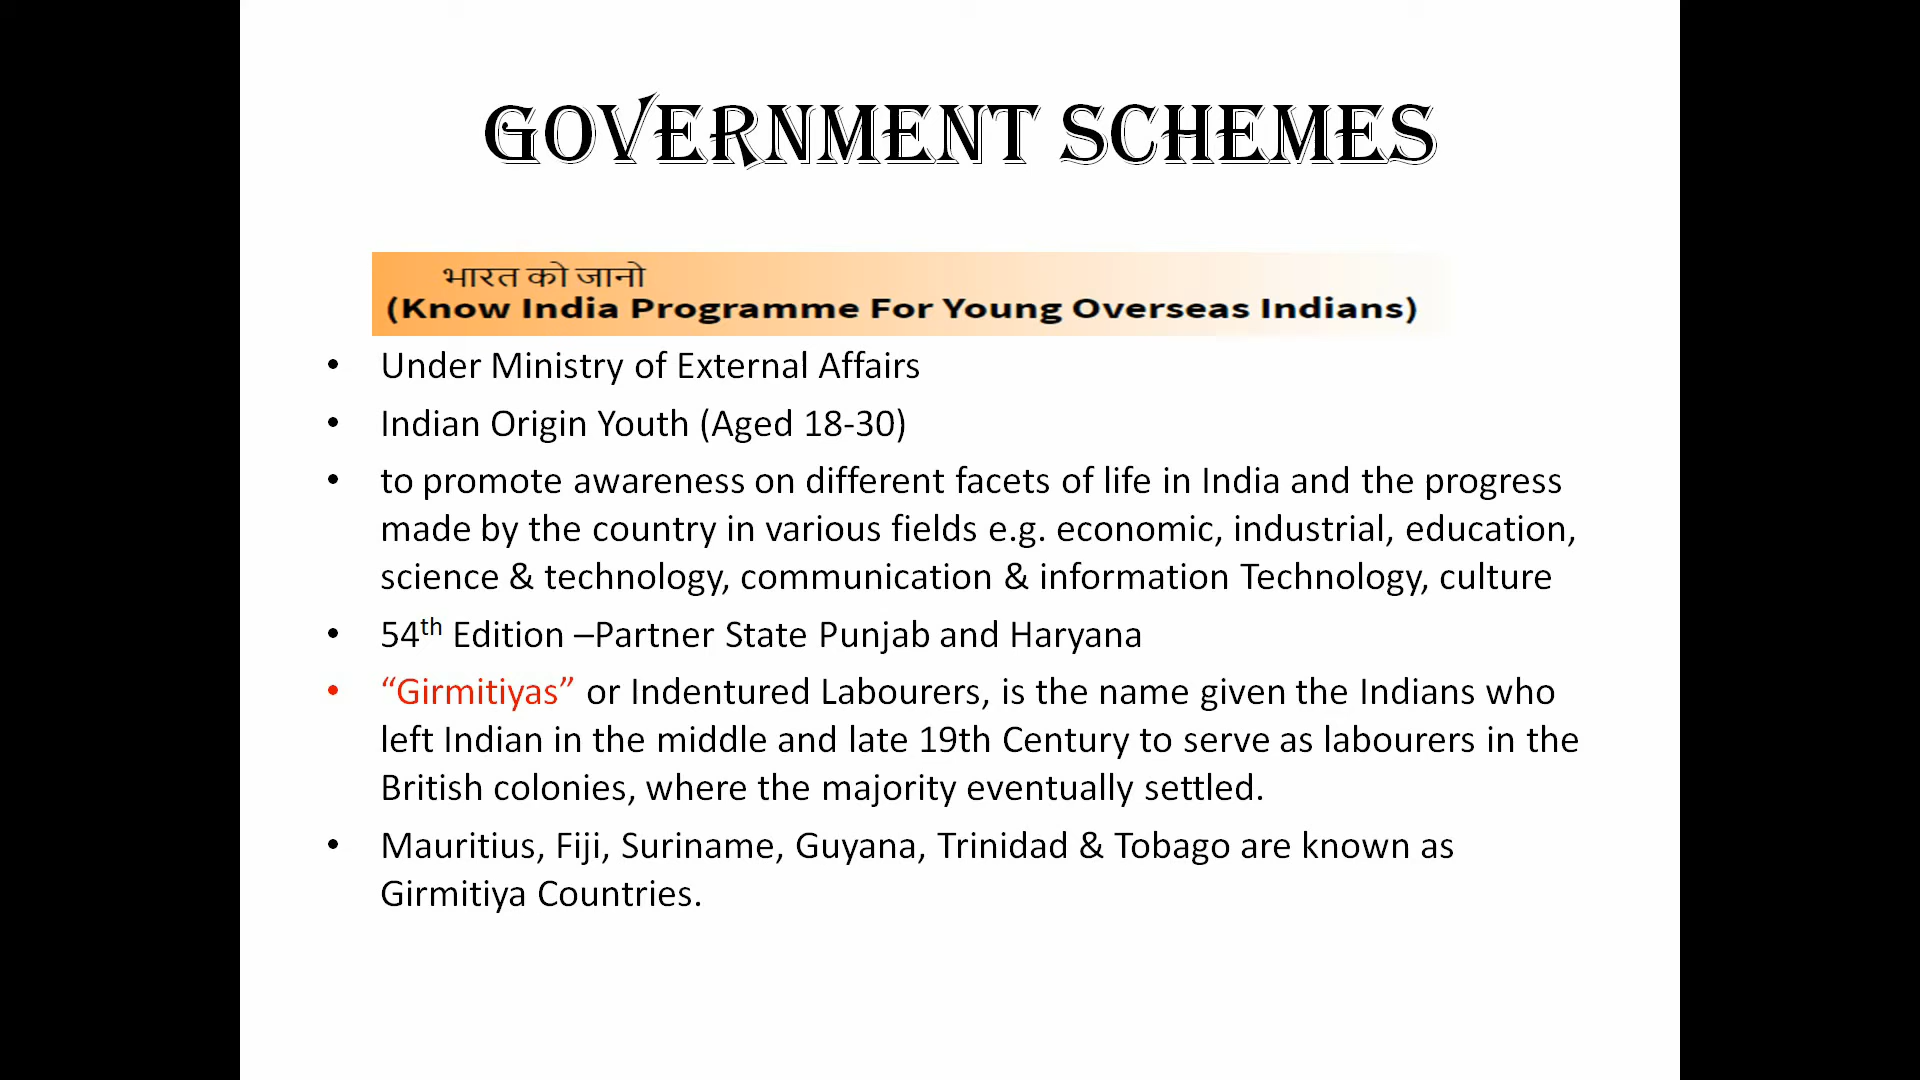 GOVERNMENT SCHEMES
भारत को जानो
(Know India Programme For Young Overseas Indians)
• Under Ministry of External Affairs
• Indian Origin Youth (Aged 18-30)
• to promote awareness on different facets of life in India and the progress
made by the country in various fields e.g. economic, industrial, education,
science & technology, communication & information Technology, culture
• 54th Edition –Partner State Punjab and Haryana
• “Girmitiyas” or Indentured Labourers, is the name given the Indians who
left Indian in the middle and late 19th Century to serve as labourers in the
British colonies, where the majority eventually settled.
• Mauritius, Fiji, Suriname, Guyana, Trinidad & Tobago are known as
Girmitiya Countries.